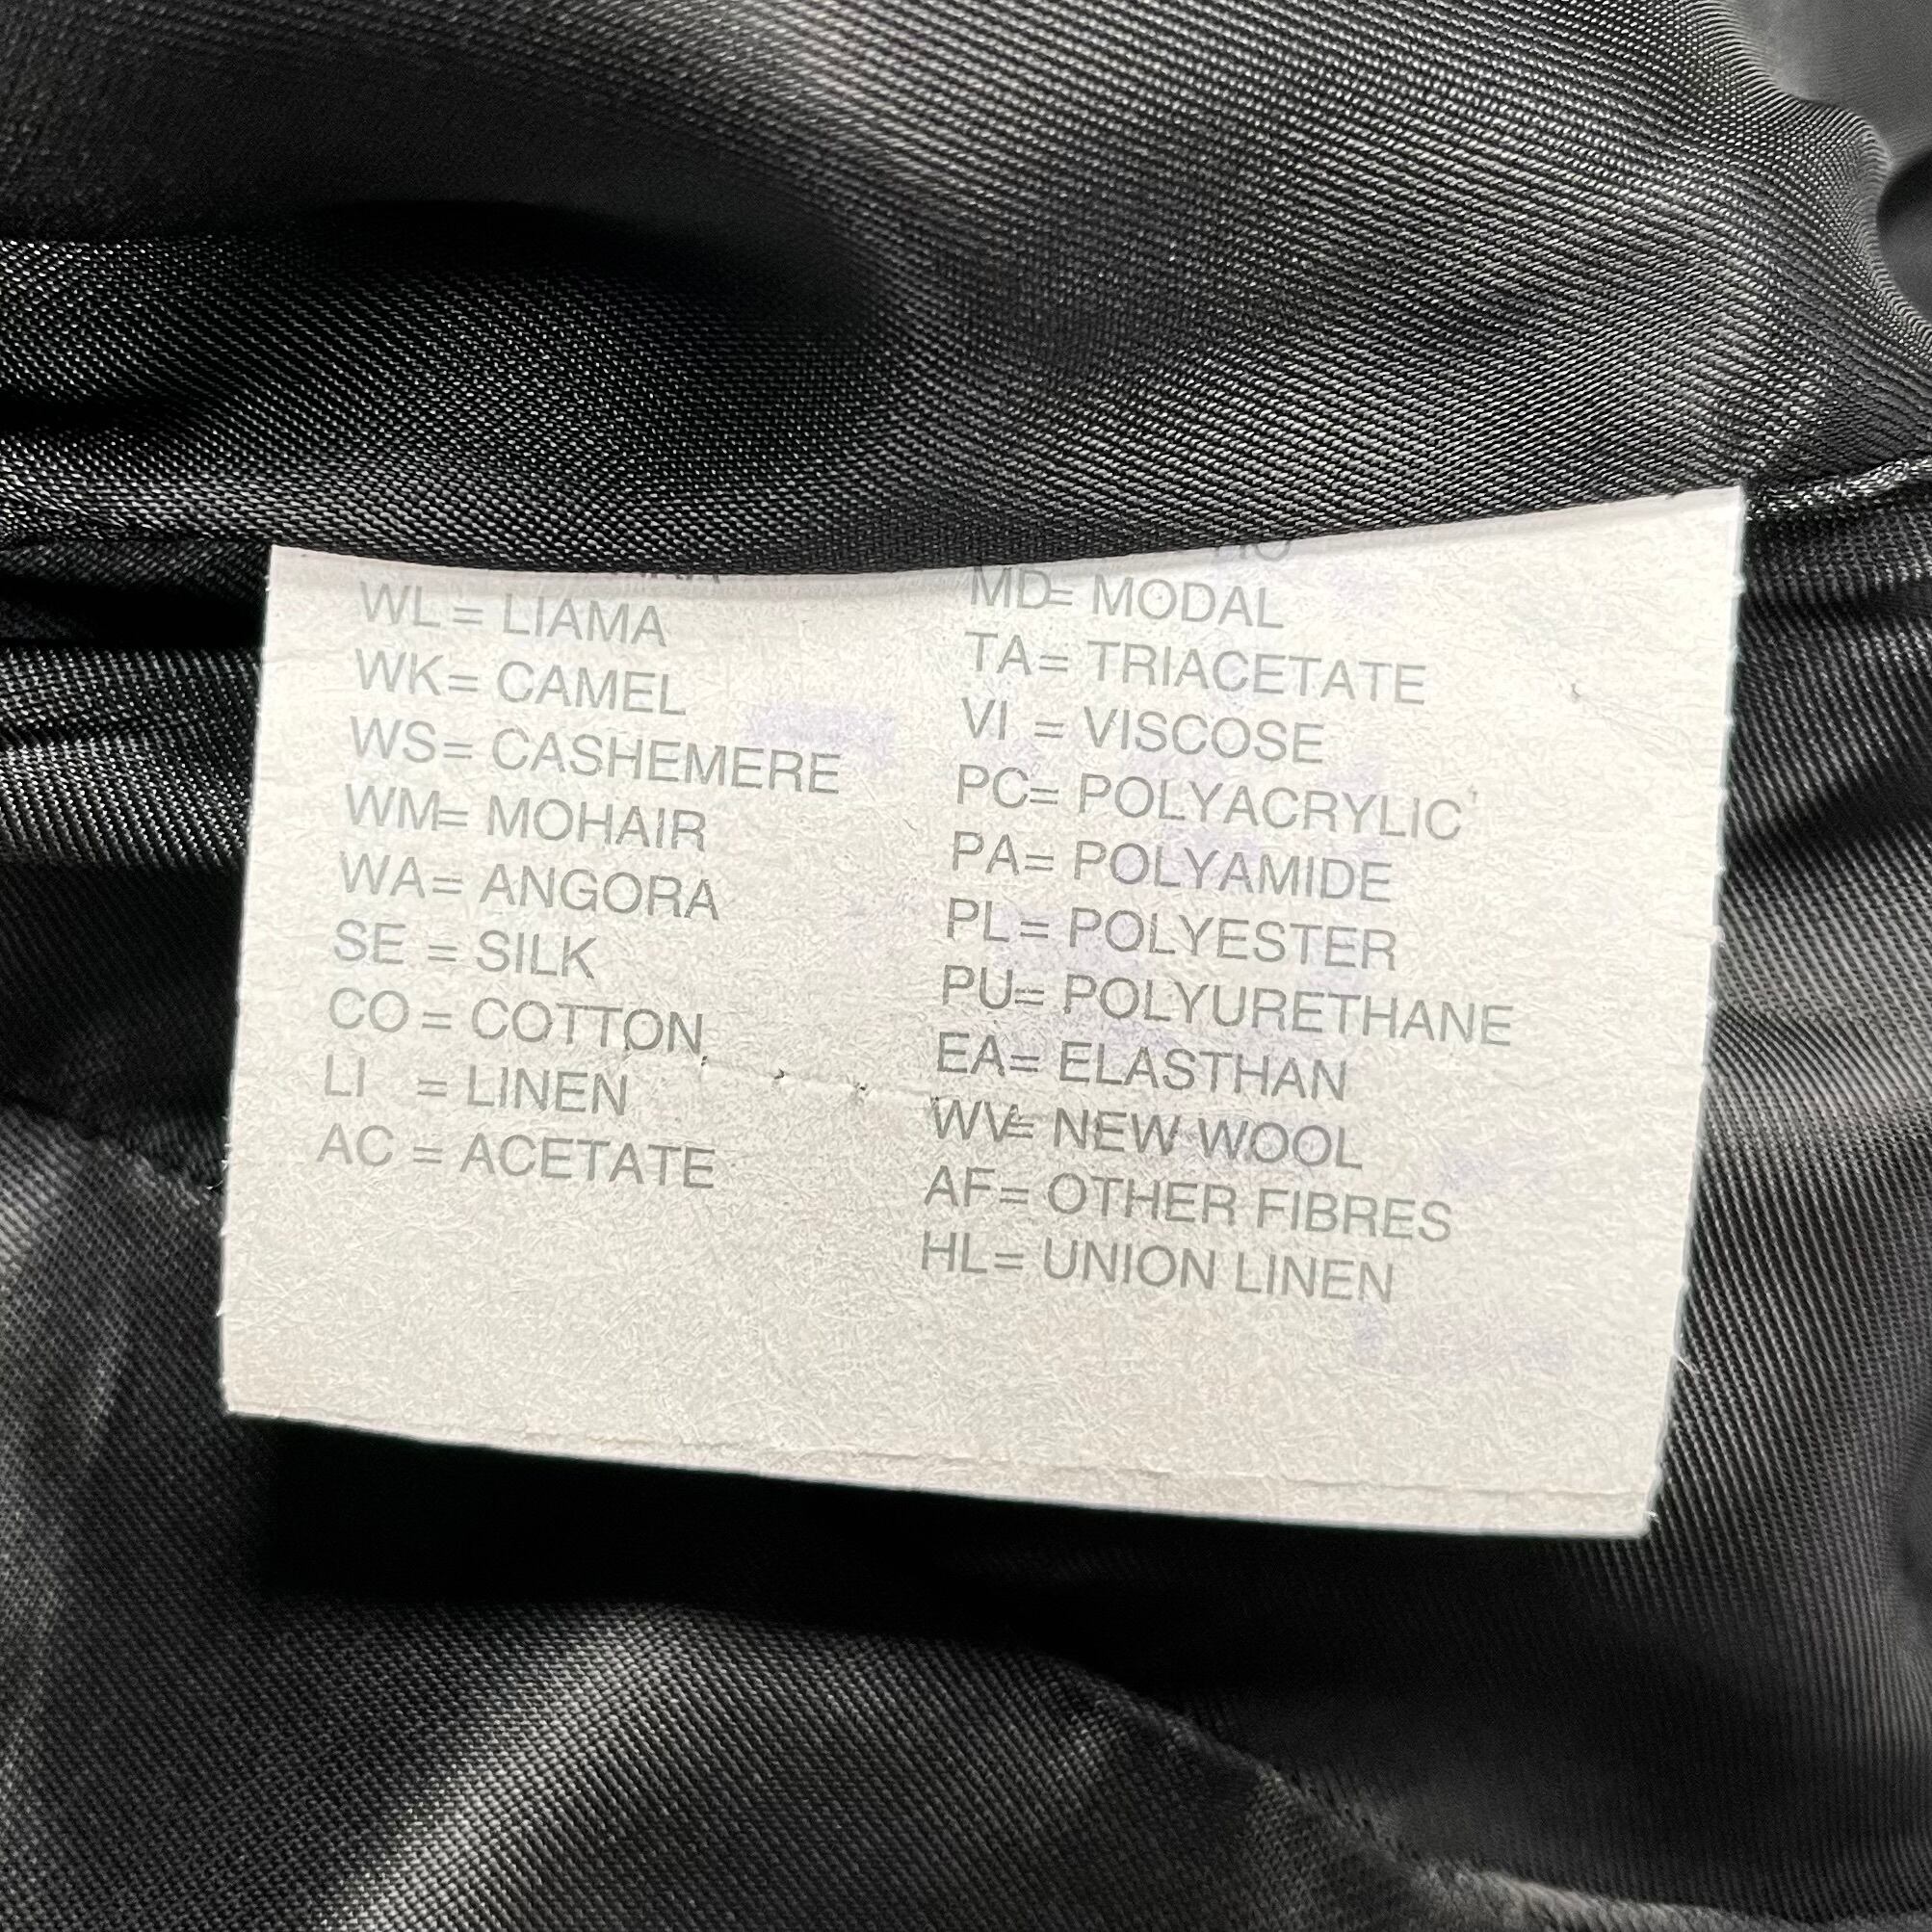 WL = LIAMA
WK= CAMEL
WS= CASHEMERE
WM= MOHAIR
WA= ANGORA
SE = SILK
CO = COTTON
LI = LINEN
AC = ACETATE
MD= MODAL
TA= TRIACETATE
VI = VISCOSE
PC= POLYACRYLIC
PA= POLYAMIDE
PL= POLYESTER
PU= POLYURETHANE
EA= ELASTHAN
WV= NEW WOOL
AF= OTHER FIBRES
HL= UNION LINEN